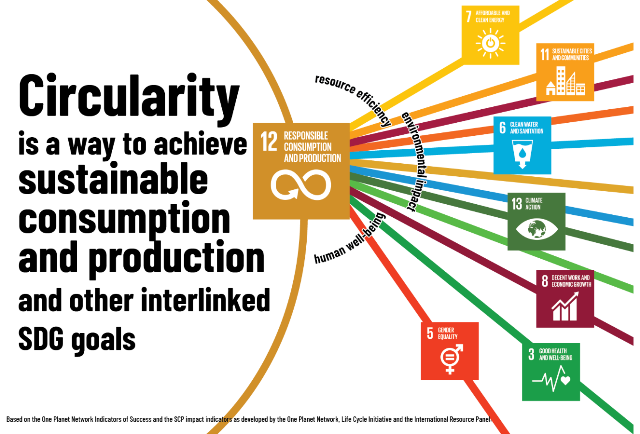 Circularity
is a way to achieve
sustainable
consumption
and production
and other interlinked
SDG goals
12 RESPONSIBLE
CONSUMPTION
AND PRODUCTION
resource efficiency
environmental impact
human well-being
7 AFFORDABLE AND
CLEAN ENERGY
11 SUSTAINABLE CITIES
AND COMMUNITIES
6 CLEAN WATER
AND SANITATION
13 CLIMATE
ACTION
8 DECENT WORK AND
ECONOMIC GROWTH
5 GENDER
EQUALITY
3 GOOD HEALTH
AND WELL-BEING
Based on the One Planet Network Indicators of Success and the SCP impact indicators as developed by the One Planet Network, Life Cycle Initiative and the International Resource Panel